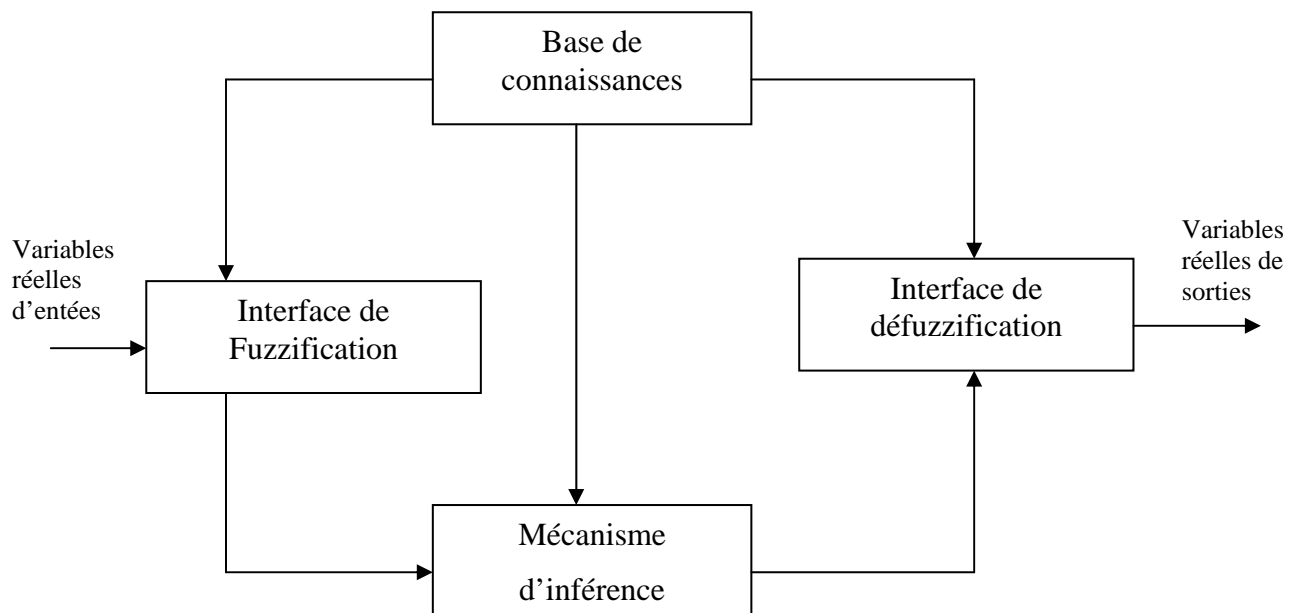 Base de
connaissances
Variables
réelles
d’entées
Interface de
Fuzzification
Interface de
défuzzification
Variables
réelles de
sorties
Mécanisme
d’inférence